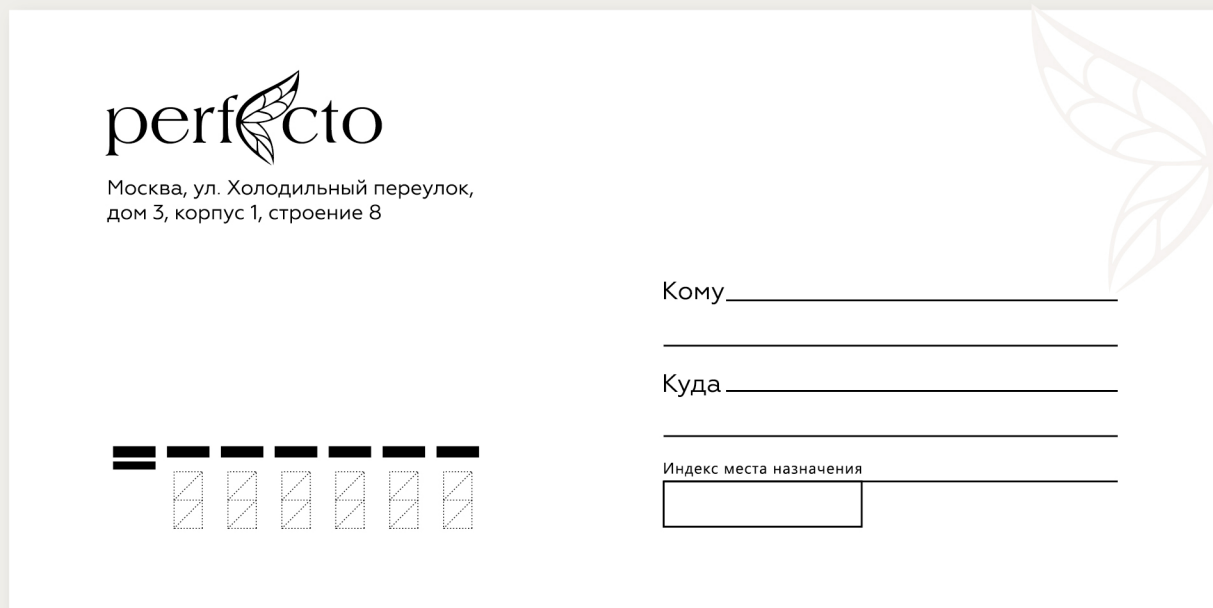 perfecto
Москва, ул. Холодильный переулок,
дом 3, корпус 1, строение 8
Кому
Куда
Индекс места назначения